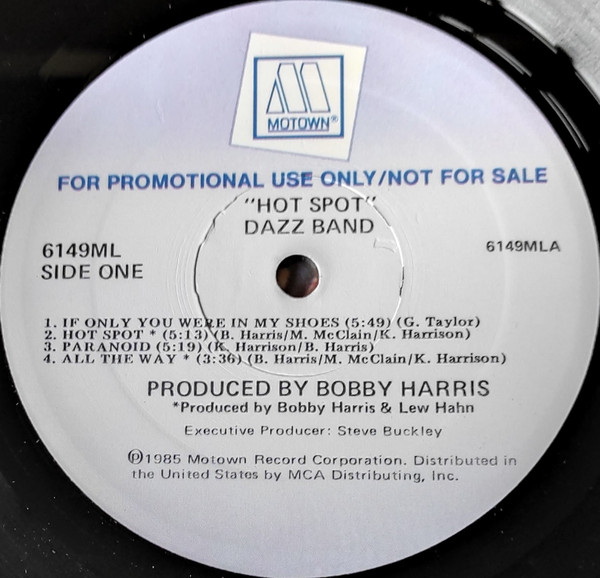 MOTOWN®
FOR PROMOTIONAL USE ONLY/NOT FOR SALE
"HOT SPOT"
DAZZ BAND
6149ML
6149MLA
SIDE ONE
1. IF ONLY YOU WERE IN MY SHOES (5:49) (G. Taylor)
2. HOT SPOT * (5:13) (B. Harris/M. McClain/K. Harrison)
3. PARANOID (5:19) (K. Harrison/B. Harris)
4. ALL THE WAY * (3:36) (B. Harris/M. McClain/K. Harrison)
PRODUCED BY BOBBY HARRIS
*Produced by Bobby Harris & Lew Hahn
Executive Producer: Steve Buckley
℗1985 Motown Record Corporation. Distributed in
the United States by MCA Distributing, Inc.